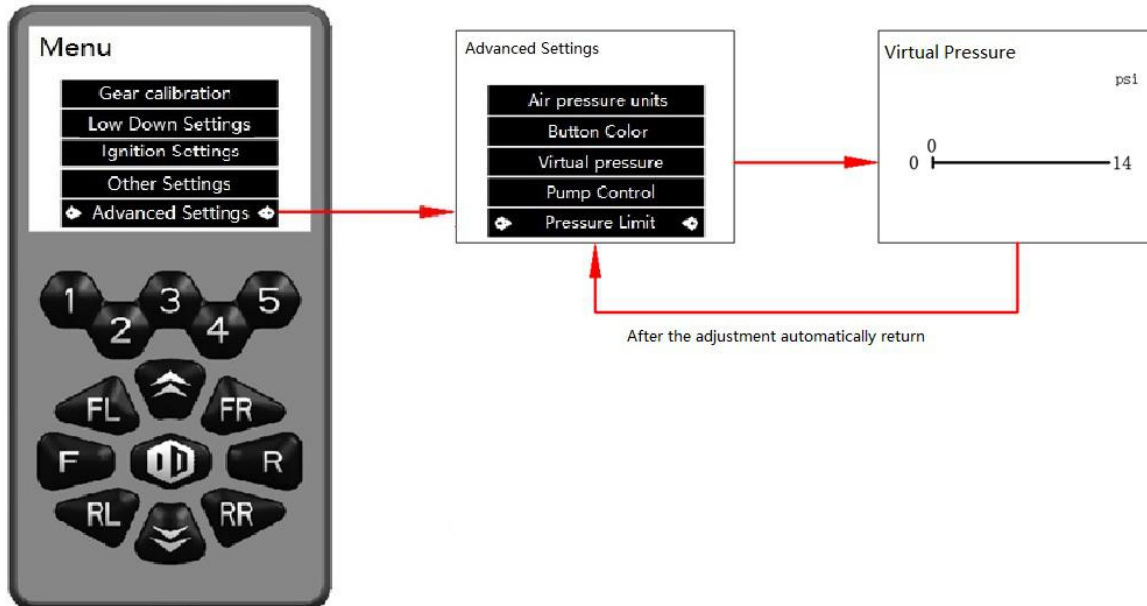 Menu
Gear calibration
Low Down Settings
Ignition Settings
Other Settings
Advanced Settings
1
2
3
4
5
FL
FR
F
R
RL
RR
Advanced Settings
Air pressure units
Button Color
Virtual pressure
Pump Control
Pressure Limit
Virtual Pressure
psi
0
0
14
After the adjustment automatically return